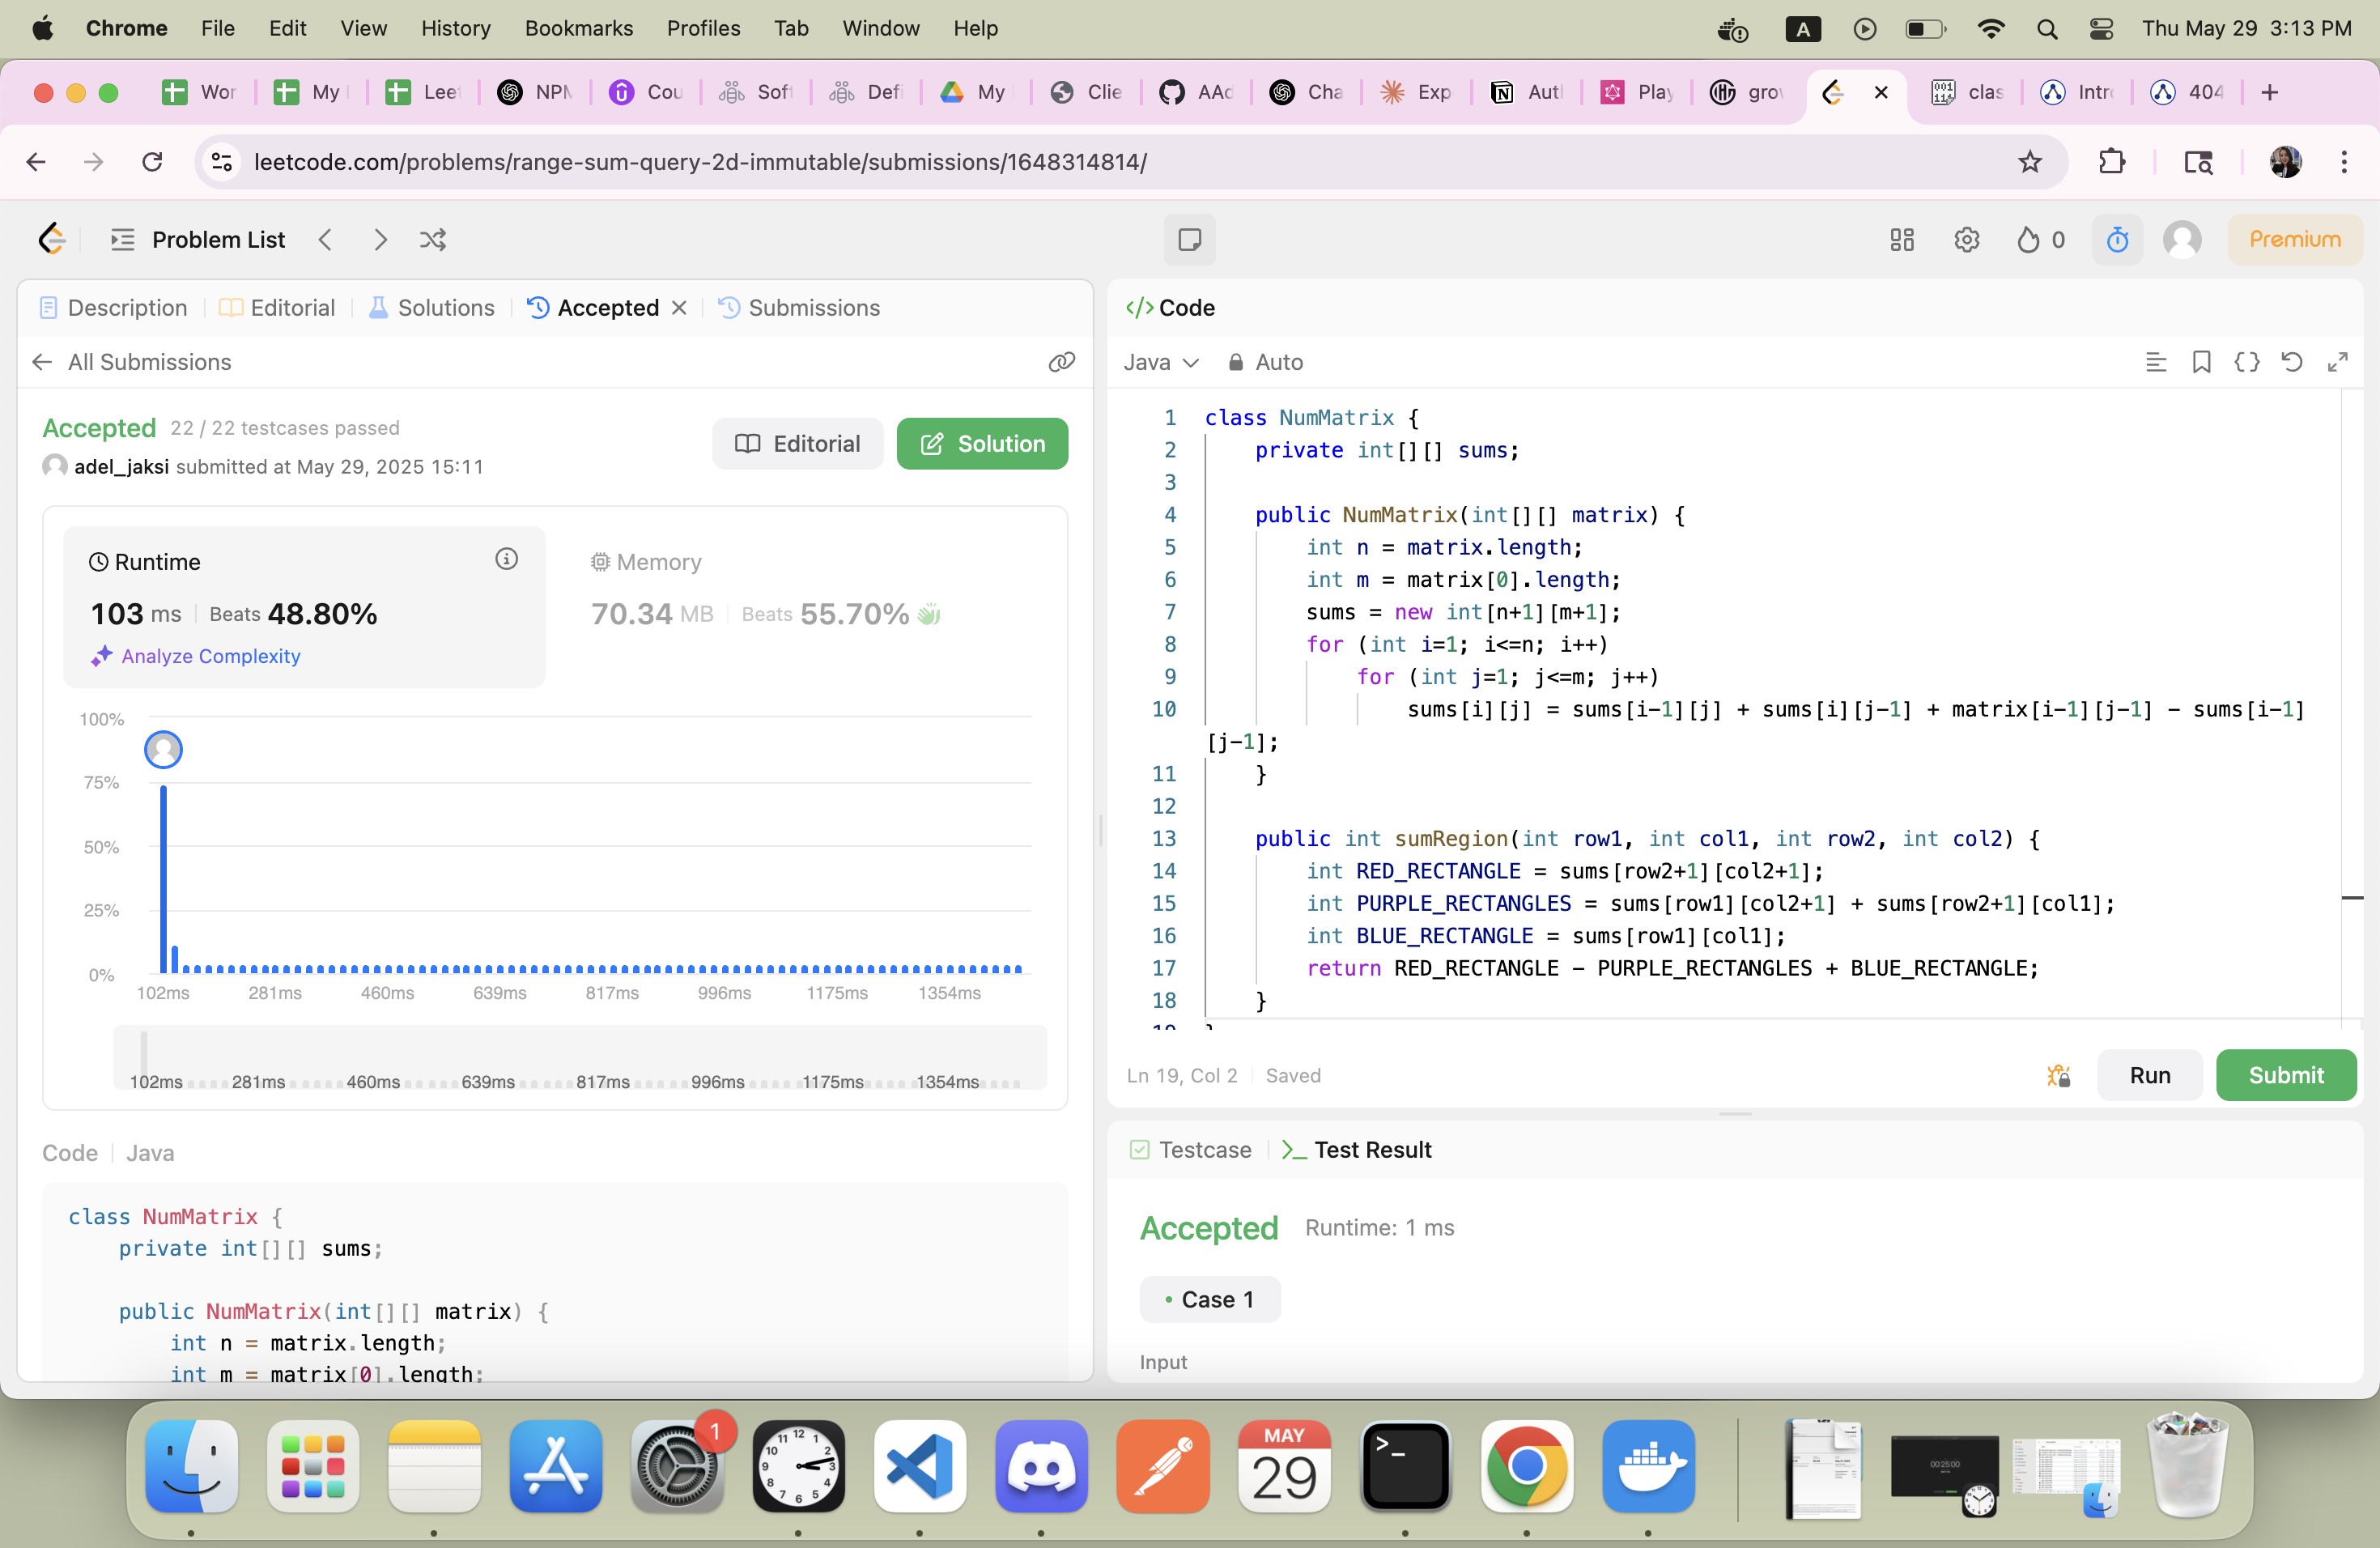 Chrome File Edit View History Bookmarks Profiles Tab Window Help
A
Thu May 29 3:13 PM
Wor
My
Lee
NPM
Cou
Soft
Defi
My
Clie
AAd
Cha
Exp
Aut
Play
gro
clas
Intr
404
leetcode.com/problems/range-sum-query-2d-immutable/submissions/1648314814/
Problem List
0
Premium
Description Editorial Solutions Accepted Submissions
All Submissions
Accepted 22 / 22 testcases passed
adel_jaksi submitted at May 29, 2025 15:11
Editorial
Solution
Runtime
103 ms Beats 48.80%
Analyze Complexity
Memory
70.34 MB Beats 55.70%
100%
75%
50%
25%
0%
102ms 281ms 460ms 639ms 817ms 996ms 1175ms 1354ms
102ms 281ms 460ms 639ms 817ms 996ms 1175ms 1354ms
Code Java
class NumMatrix {
private int[][] sums;
public NumMatrix(int[][] matrix) {
int n = matrix.length;
int m = matrix[0].length;
</> Code
Java Auto
1 class NumMatrix {
2 private int[][] sums;
3
4 public NumMatrix(int[][] matrix) {
5 int n = matrix.length;
6 int m = matrix[0].length;
7 sums = new int[n+1][m+1];
8 for (int i=1; i<=n; i++)
9 for (int j=1; j<=m; j++)
10 sums[i][j] = sums[i-1][j] + sums[i][j-1] + matrix[i-1][j-1] - sums[i-1]
[j-1];
11 }
12
13 public int sumRegion(int row1, int col1, int row2, int col2) {
14 int RED_RECTANGLE = sums[row2+1][col2+1];
15 int PURPLE_RECTANGLES = sums[row1][col2+1] + sums[row2+1][col1];
16 int BLUE_RECTANGLE = sums[row1][col1];
17 return RED_RECTANGLE - PURPLE_RECTANGLES + BLUE_RECTANGLE;
18 }
19 }
Ln 19, Col 2 Saved
Run
Submit
Testcase Test Result
Accepted Runtime: 1 ms
Case 1
Input
1
MAY
29